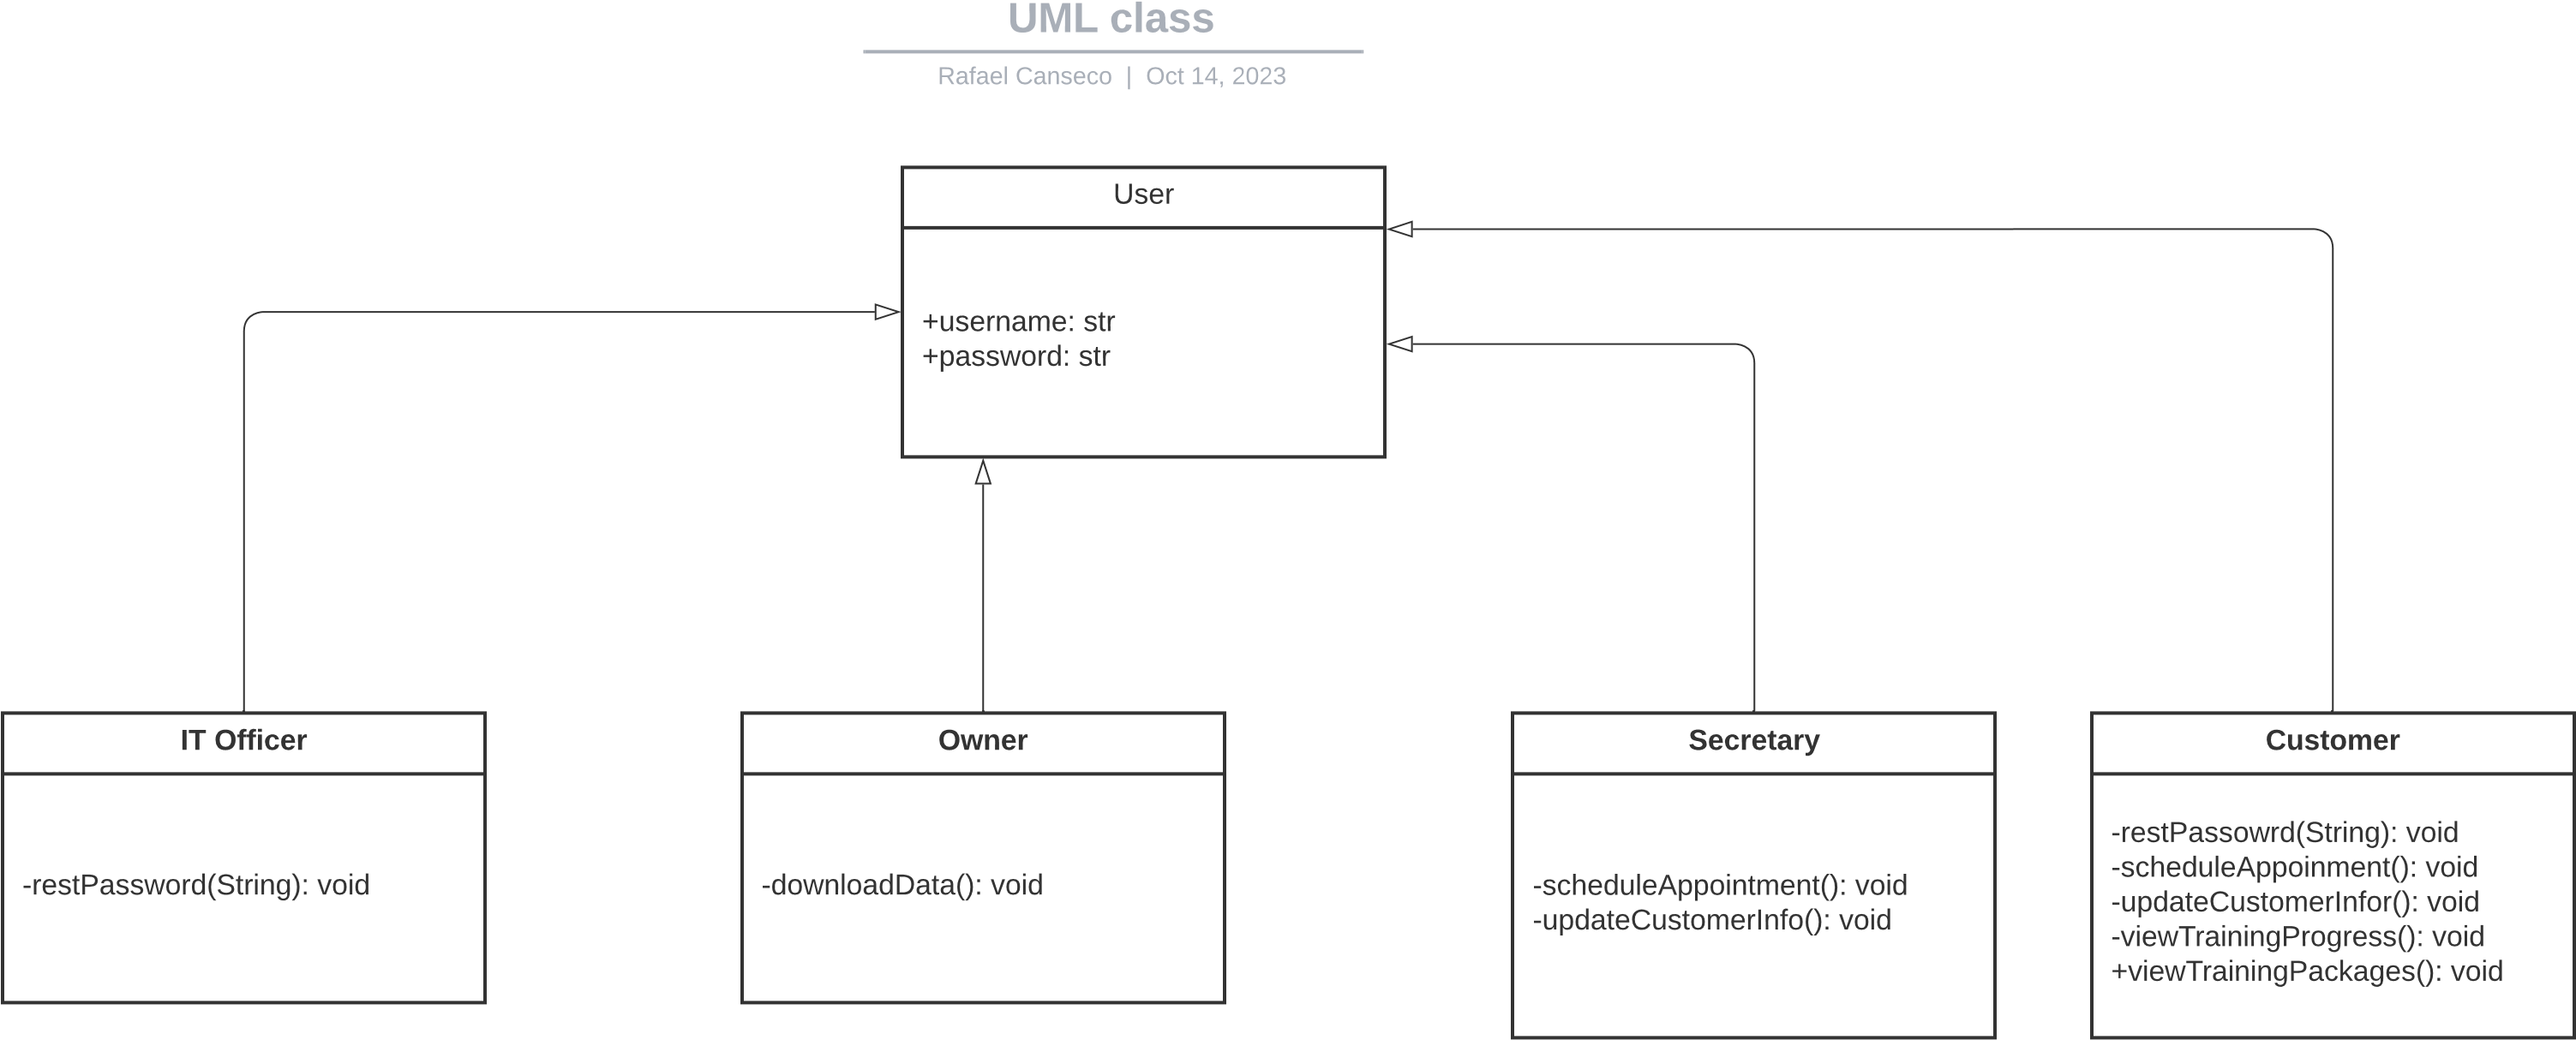 UML class
Rafael Canseco | Oct 14, 2023
User
+username: str
+password: str
IT Officer
-restPassword(String): void
Owner
-downloadData(): void
Secretary
-scheduleAppointment(): void
-updateCustomerInfo(): void
Customer
-restPassowrd(String): void
-scheduleAppoinment(): void
-updateCustomerInfor(): void
-viewTrainingProgress(): void
+viewTrainingPackages(): void